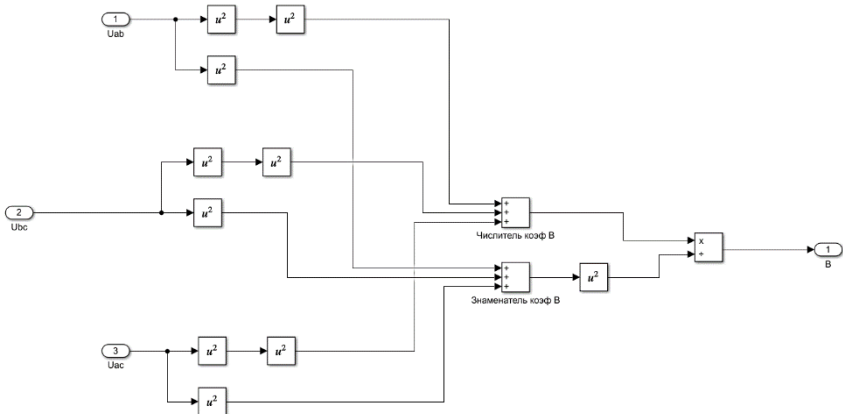 1
Uab
u²
u²
u²
u²
u²
2
Ubc
u²
+
+
+
Числитель коэф В
x
÷
1
B
+
+
+
Знаменатель коэф В
u²
3
Uac
u²
u²
u²